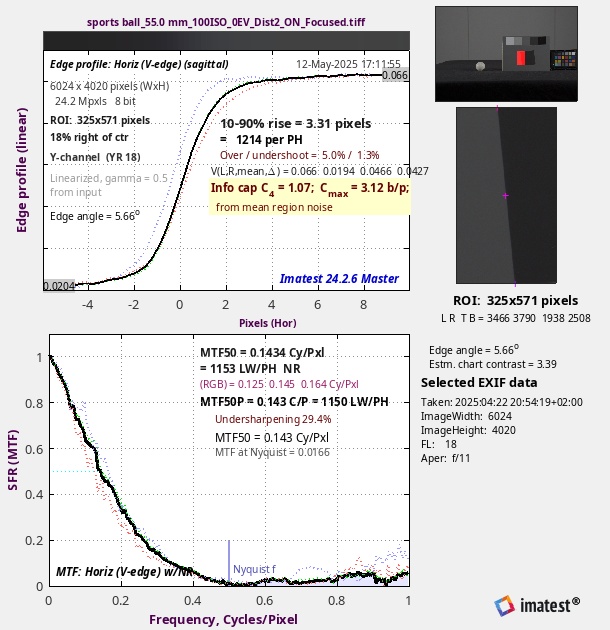 sports ball_55.0 mm_100ISO_0EV_Dist2_ON_Focused.tiff
Edge profile: Horiz (V-edge) (sagittal)
12-May-2025 17:11:55
6024 x 4020 pixels (WxH)
24.2 Mpxls 8 bit
ROI: 325x571 pixels
18% right of ctr
Y-channel (YR 18)
Linearized, gamma = 0.5
from input
Edge angle = 5.66o
0.066
10-90% rise = 3.31 pixels
= 1214 per PH
Over / undershoot = 5.0% / 1.3%
V(L,R,mean,Δ) = 0.066 0.0194 0.0466 0.0427
Info cap C4 = 1.07; Cmax = 3.12 b/p;
from mean region noise
Imatest 24.2.6 Master
0.0204
Edge profile (linear)
-4 -2 0 2 4 6 8
Pixels (Hor)
ROI: 325x571 pixels
L R T B = 3466 3790 1938 2508
Edge angle = 5.66o
Estm. chart contrast = 3.39
Selected EXIF data
Taken: 2025:04:22 20:54:19+02:00
ImageWidth: 6024
ImageHeight: 4020
FL: 18
Aper: f/11
MTF50 = 0.1434 Cy/Pxl
= 1153 LW/PH NR
(RGB) = 0.125 0.145 0.164 Cy/Pxl
MTF50P = 0.143 C/P = 1150 LW/PH
Undersharpening 29.4%
MTF50 = 0.143 Cy/Pxl
MTF at Nyquist = 0.0166
Nyquist f
MTF: Horiz (V-edge) w/NR
SFR (MTF)
1
0.8
0.6
0.4
0.2
0
0 0.2 0.4 0.6 0.8 1
Frequency, Cycles/Pixel
imatest®